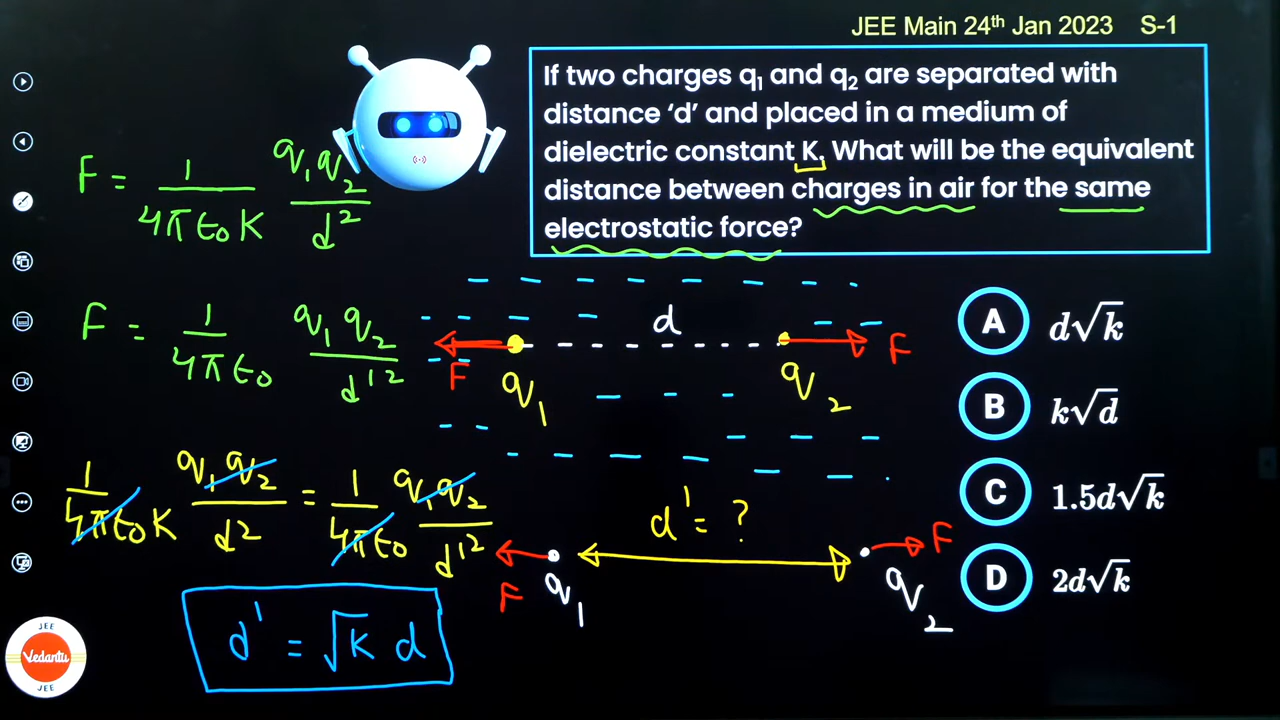 JEE Main 24th Jan 2023 S-1
If two charges q₁ and q₂ are separated with
distance ‘d’ and placed in a medium of
dielectric constant K. What will be the equivalent
distance between charges in air for the same
electrostatic force?
F = 1/(4πε₀K) q₁q₂/d²
F = 1/(4πε₀) q₁q₂/d'²
1/(4πε₀K) q₁q₂/d² = 1/(4πε₀) q₁q₂/d'²
d' = √K d
d
F
F
q₁
q₂
d' = ?
F
F
q₁
q₂
A d√k
B k√d
C 1.5d√k
D 2d√k
JEE
Vedantu
JEE